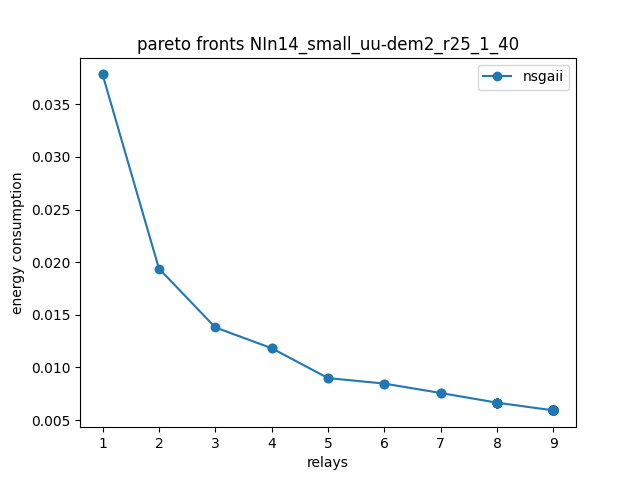 pareto fronts NIn14_small_uu-dem2_r25_1_40
nsgaii
energy consumption
0.035
0.030
0.025
0.020
0.015
0.010
0.005
1 2 3 4 5 6 7 8 9
relays